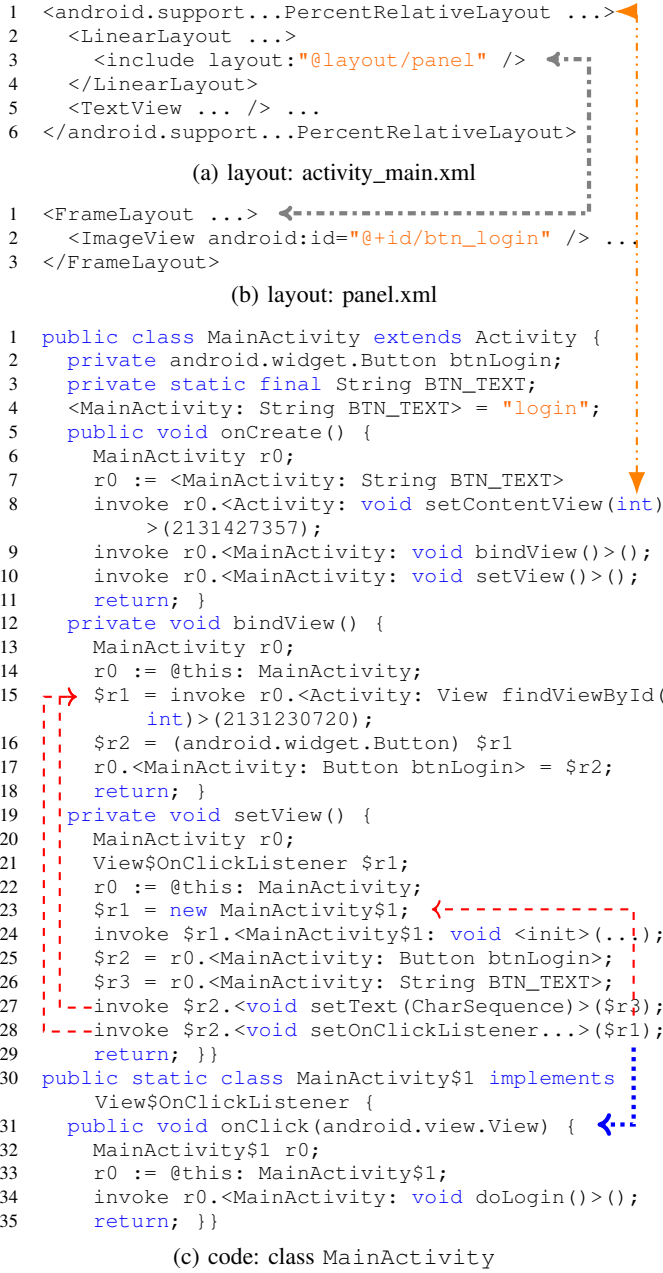 1 <android.support...PercentRelativeLayout ...>
2 <LinearLayout ...>
3 <include layout:"@layout/panel" />
4 </LinearLayout>
5 <TextView ... /> ...
6 </android.support...PercentRelativeLayout>
(a) layout: activity_main.xml
1 <FrameLayout ...>
2 <ImageView android:id="@+id/btn_login" /> ...
3 </FrameLayout>
(b) layout: panel.xml
1 public class MainActivity extends Activity {
2 private android.widget.Button btnLogin;
3 private static final String BTN_TEXT;
4 <MainActivity: String BTN_TEXT> = "login";
5 public void onCreate() {
6 MainActivity r0;
7 r0 := <MainActivity: String BTN_TEXT>
8 invoke r0.<Activity: void setContentView(int)
>(2131427357);
9 invoke r0.<MainActivity: void bindView()>();
10 invoke r0.<MainActivity: void setView()>();
11 return; }
12 private void bindView() {
13 MainActivity r0;
14 r0 := @this: MainActivity;
15 $r1 = invoke r0.<Activity: View findViewById(
int)>(2131230720);
16 $r2 = (android.widget.Button) $r1
17 r0.<MainActivity: Button btnLogin> = $r2;
18 return; }
19 private void setView() {
20 MainActivity r0;
21 View$OnClickListener $r1;
22 r0 := @this: MainActivity;
23 $r1 = new MainActivity$1;
24 invoke $r1.<MainActivity$1: void <init>(...);
25 $r2 = r0.<MainActivity: Button btnLogin>;
26 $r3 = r0.<MainActivity: String BTN_TEXT>;
27 invoke $r2.<void setText(CharSequence)>($r3);
28 invoke $r2.<void setOnClickListener...>($r1);
29 return; }}
30 public static class MainActivity$1 implements
View$OnClickListener {
31 public void onClick(android.view.View) {
32 MainActivity$1 r0;
33 r0 := @this: MainActivity$1;
34 invoke r0.<MainActivity: void doLogin()>();
35 return; }}
(c) code: class MainActivity